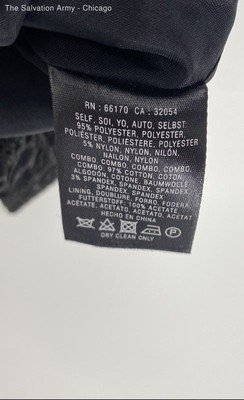 The Salvation Army - Chicago
RN : 66170 CA : 32054
SELF, SOI, YO, AUTO, SELBST:
95% POLYESTER, POLYESTER,
POLIÉSTER, POLIESTERE, POLYESTER
5% NYLON, NYLON, NILÓN,
NAILON, NYLON
COMBO, COMBO, COMBO,
COMBO: 97% COTTON, COTON,
ALGODÓN, COTONE, BAUMWOLLE
3% SPANDEX, SPANDEX, SPANDEX,
SPANDEX, SPANDEX
LINING, DOUBLURE, FORRO, FODERA,
FUTTERSTOFF: 100% ACETATE,
ACÉTATE, ACETATO, ACETATO, ACETAT
HECHO EN CHINA
DRY CLEAN ONLY